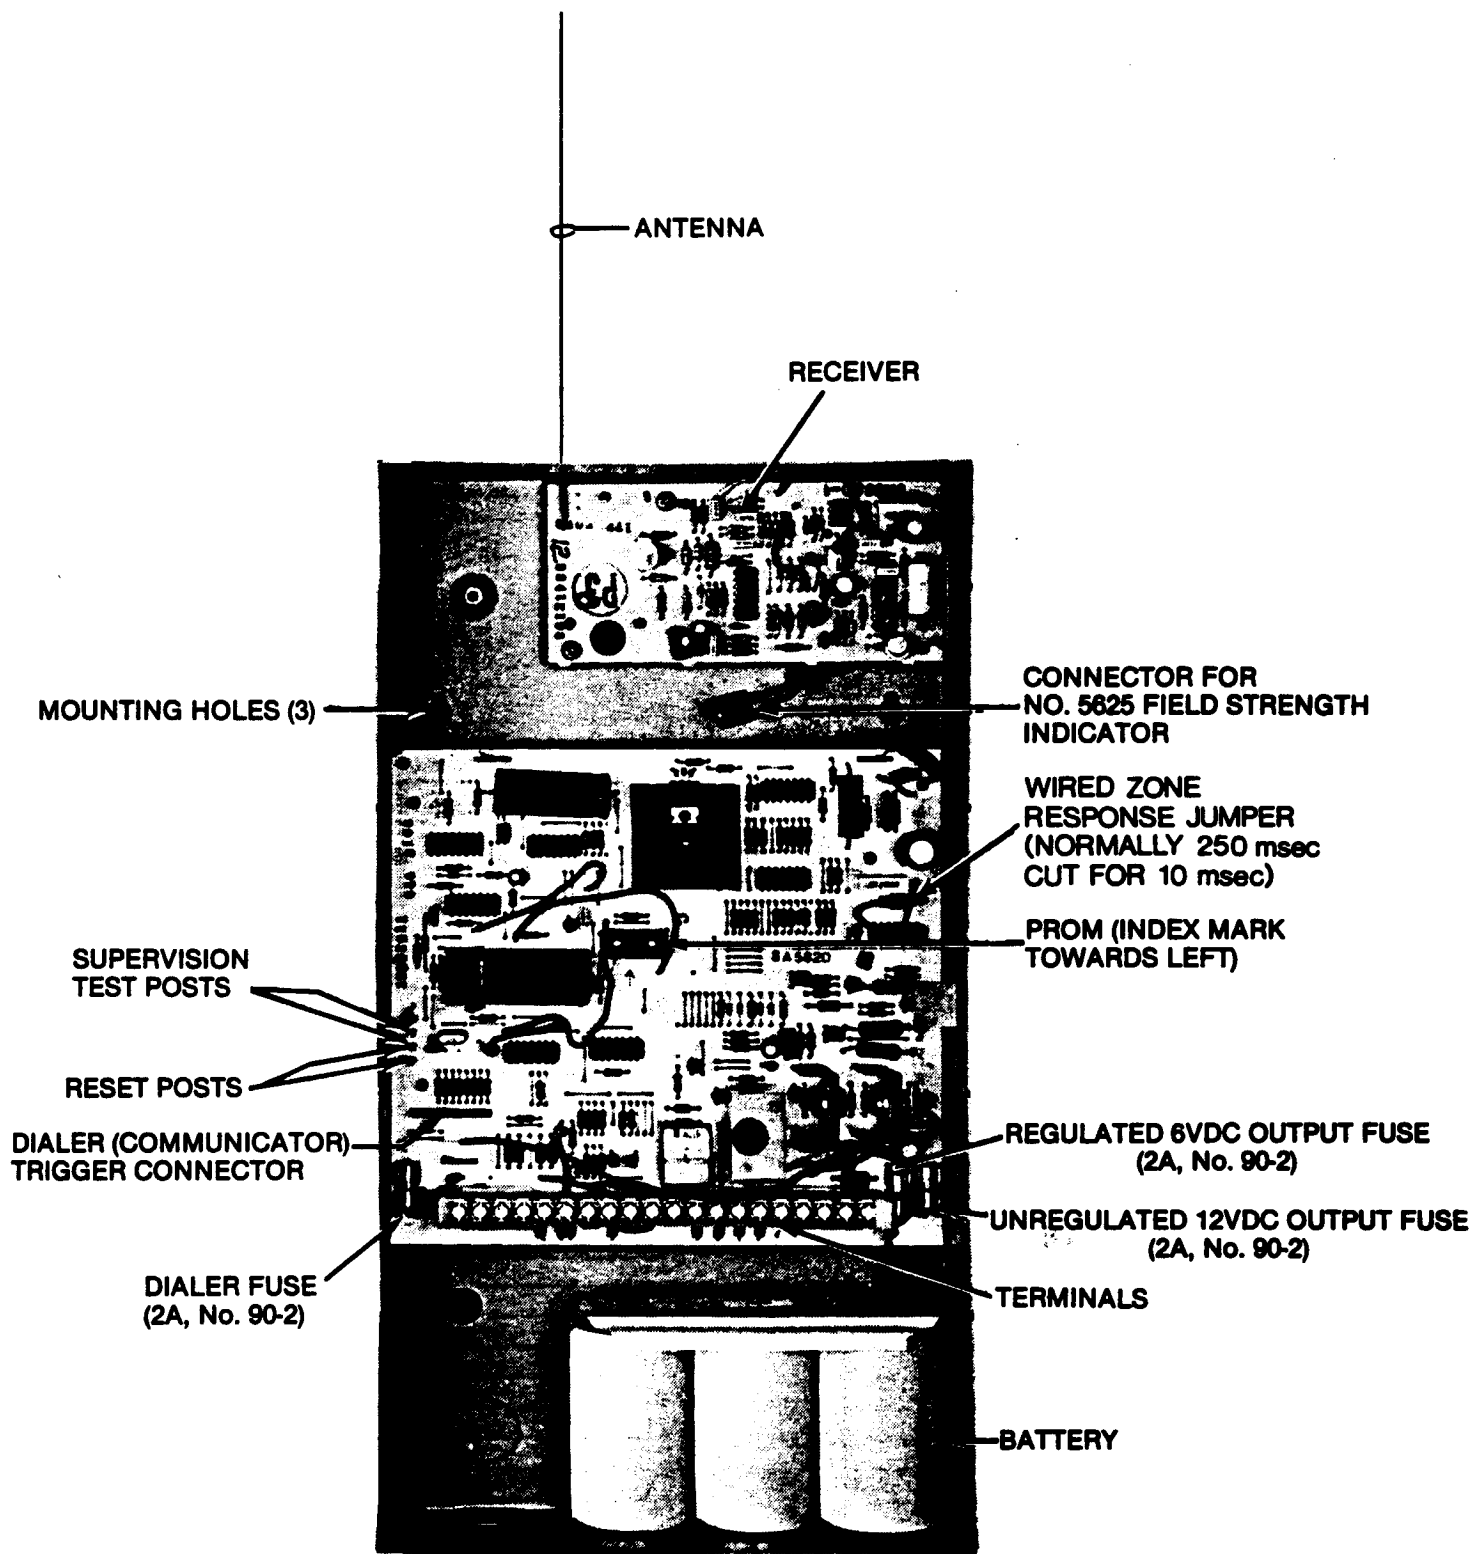 ANTENNA
RECEIVER
MOUNTING HOLES (3)
CONNECTOR FOR
NO. 5625 FIELD STRENGTH
INDICATOR
WIRED ZONE
RESPONSE JUMPER
(NORMALLY 250 msec
CUT FOR 10 msec)
PROM (INDEX MARK
TOWARDS LEFT)
SA5620
SUPERVISION
TEST POSTS
RESET POSTS
DIALER (COMMUNICATOR)
TRIGGER CONNECTOR
REGULATED 6VDC OUTPUT FUSE
(2A, No. 90-2)
UNREGULATED 12VDC OUTPUT FUSE
(2A, No. 90-2)
DIALER FUSE
(2A, No. 90-2)
TERMINALS
BATTERY